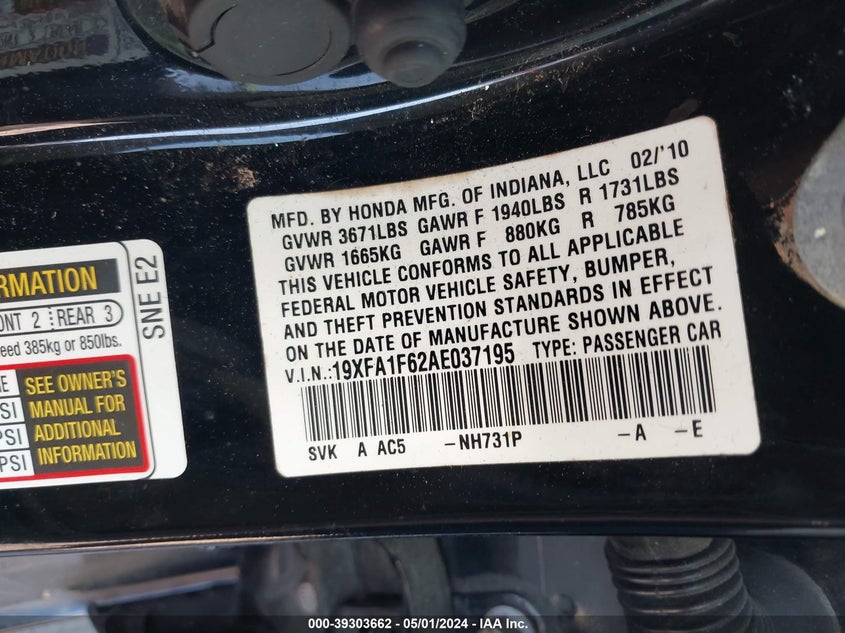 MFD. BY HONDA MFG. OF INDIANA, LLC 02/'10
GVWR 3671LBS GAWR F 1940LBS R 1731LBS
GVWR 1665KG GAWR F 880KG R 785KG
THIS VEHICLE CONFORMS TO ALL APPLICABLE
FEDERAL MOTOR VEHICLE SAFETY, BUMPER,
AND THEFT PREVENTION STANDARDS IN EFFECT
ON THE DATE OF MANUFACTURE SHOWN ABOVE.
V.I.N.:19XFA1F62AE037195 TYPE: PASSENGER CAR
SVK A AC5 -NH731P -A -E
RMATION
ONT 2 REAR 3
eed 385kg or 850lbs.
SEE OWNER'S
PSI MANUAL FOR
PSI ADDITIONAL
PSI INFORMATION
SNE E2
000-39303662 - 05/01/2024 - IAA Inc.